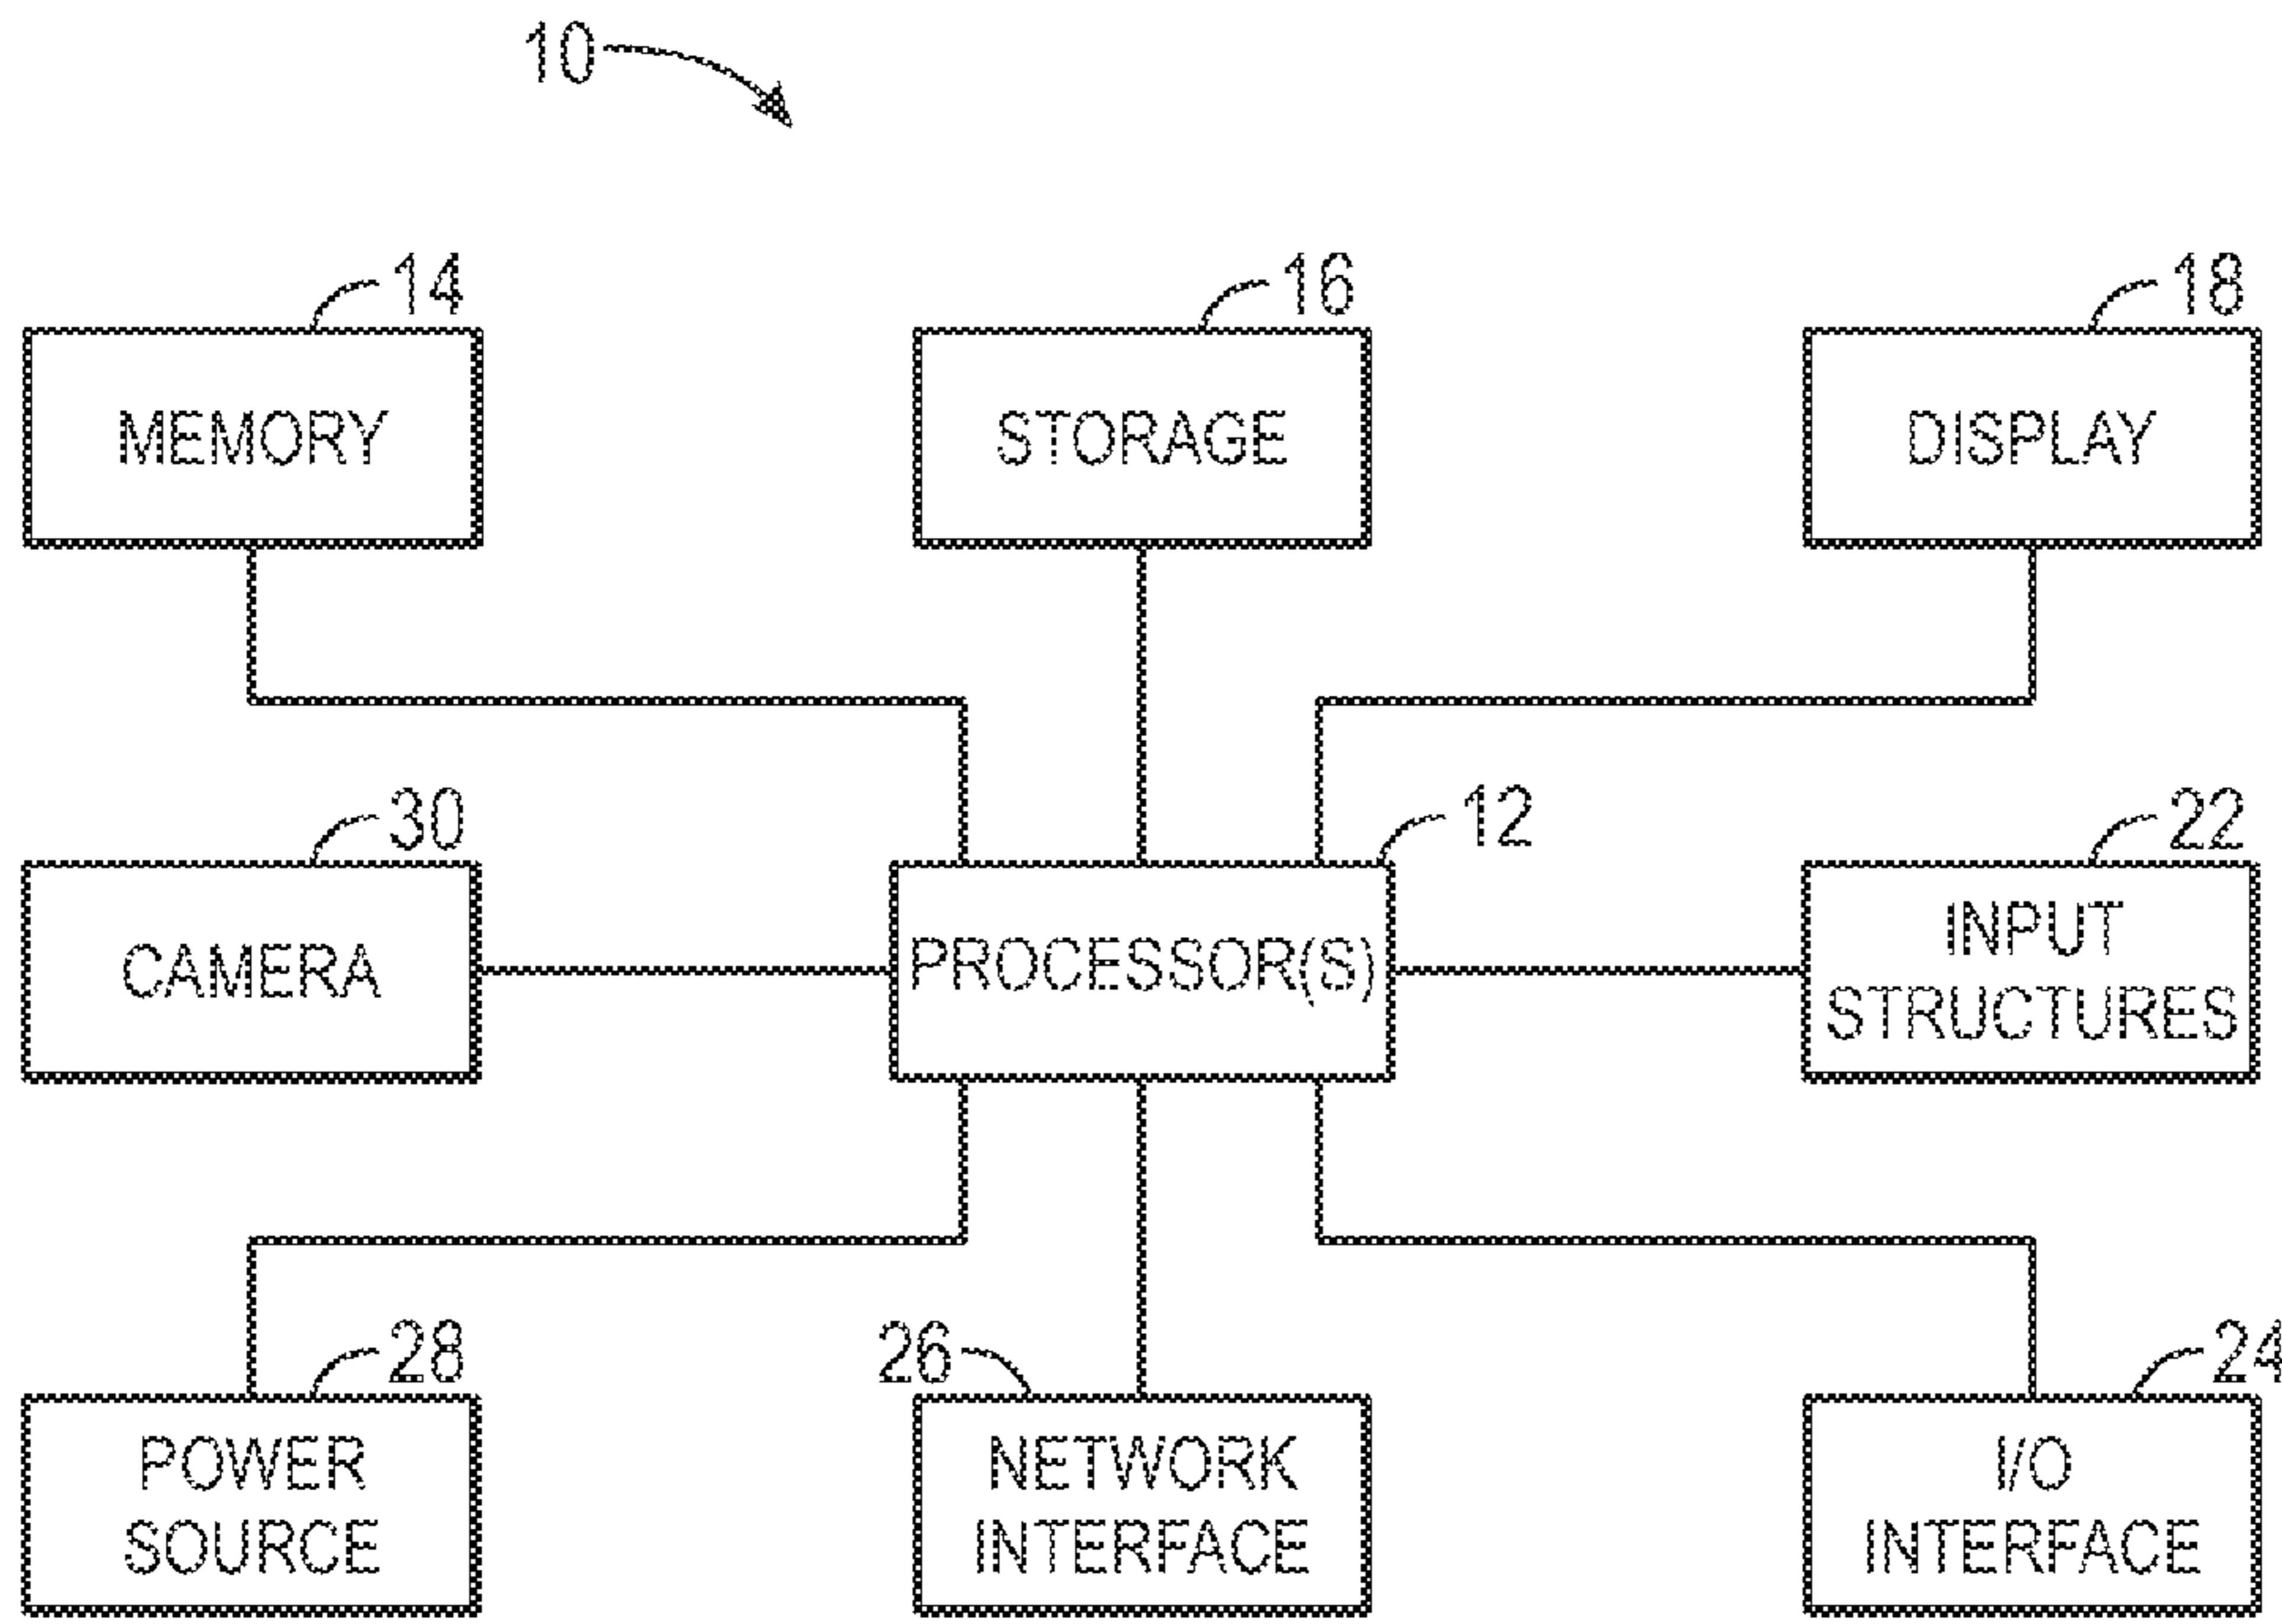 10
14
16
18
MEMORY
STORAGE
DISPLAY
30
12
22
CAMERA
PROCESSOR(S)
INPUT
STRUCTURES
28
26
24
POWER
SOURCE
NETWORK
INTERFACE
I/O
INTERFACE